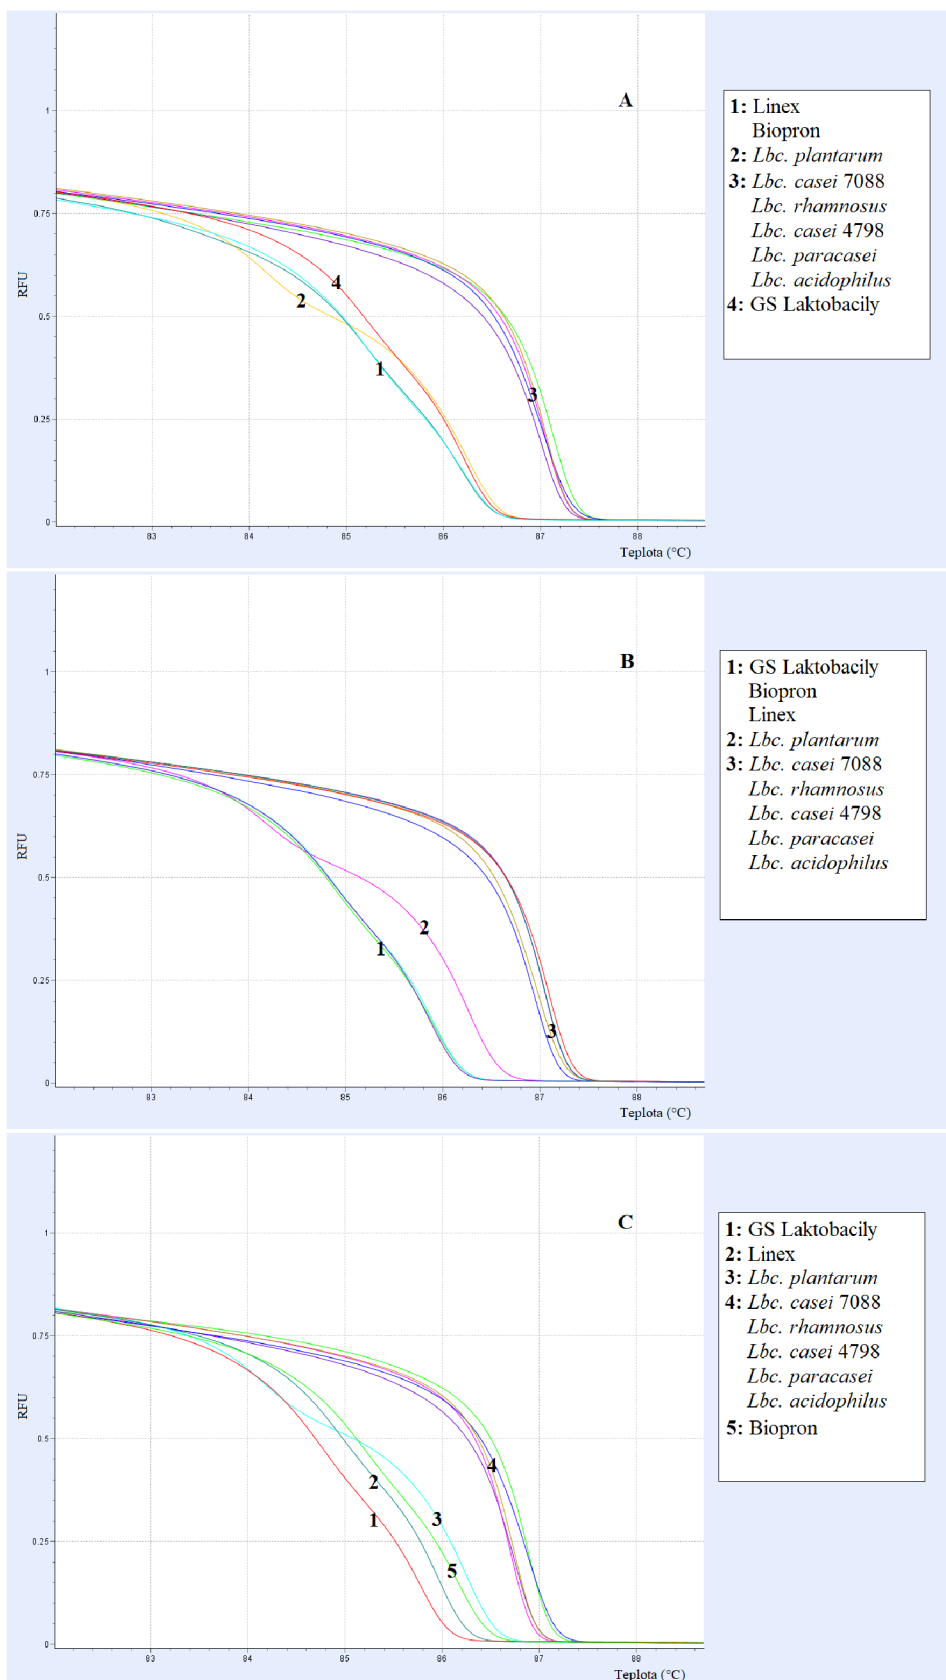 A
1
0.75
0.5
0.25
0
RFU
4
2
1
3
83
84
85
86
87
88
Teplota (°C)
1: Linex
Biopron
2: Lbc. plantarum
3: Lbc. casei 7088
Lbc. rhamnosus
Lbc. casei 4798
Lbc. paracasei
Lbc. acidophilus
4: GS Laktobacily
B
1
0.75
0.5
0.25
0
RFU
2
1
3
83
84
85
86
87
88
Teplota (°C)
1: GS Laktobacily
Biopron
Linex
2: Lbc. plantarum
3: Lbc. casei 7088
Lbc. rhamnosus
Lbc. casei 4798
Lbc. paracasei
Lbc. acidophilus
C
1
0.75
0.5
0.25
0
RFU
4
2
1
3
5
83
84
85
86
87
88
Teplota (°C)
1: GS Laktobacily
2: Linex
3: Lbc. plantarum
4: Lbc. casei 7088
Lbc. rhamnosus
Lbc. casei 4798
Lbc. paracasei
Lbc. acidophilus
5: Biopron